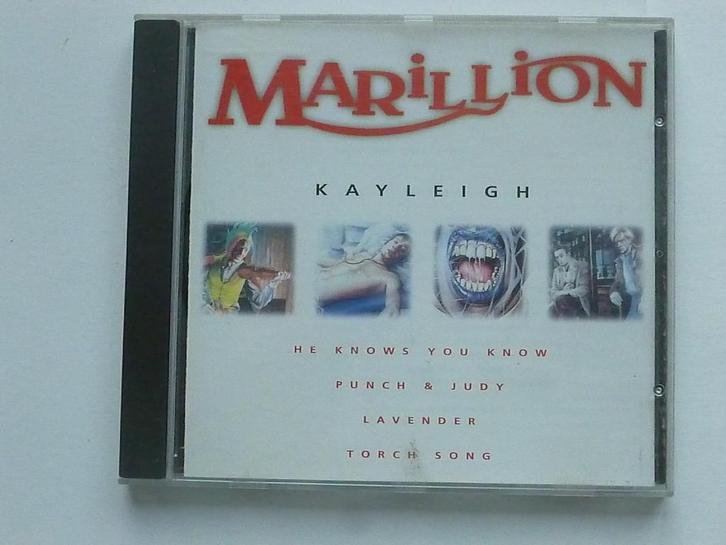 MARiLLiON
KAYLEIGH
HE KNOWS YOU KNOW
PUNCH & JUDY
LAVENDER
TORCH SONG